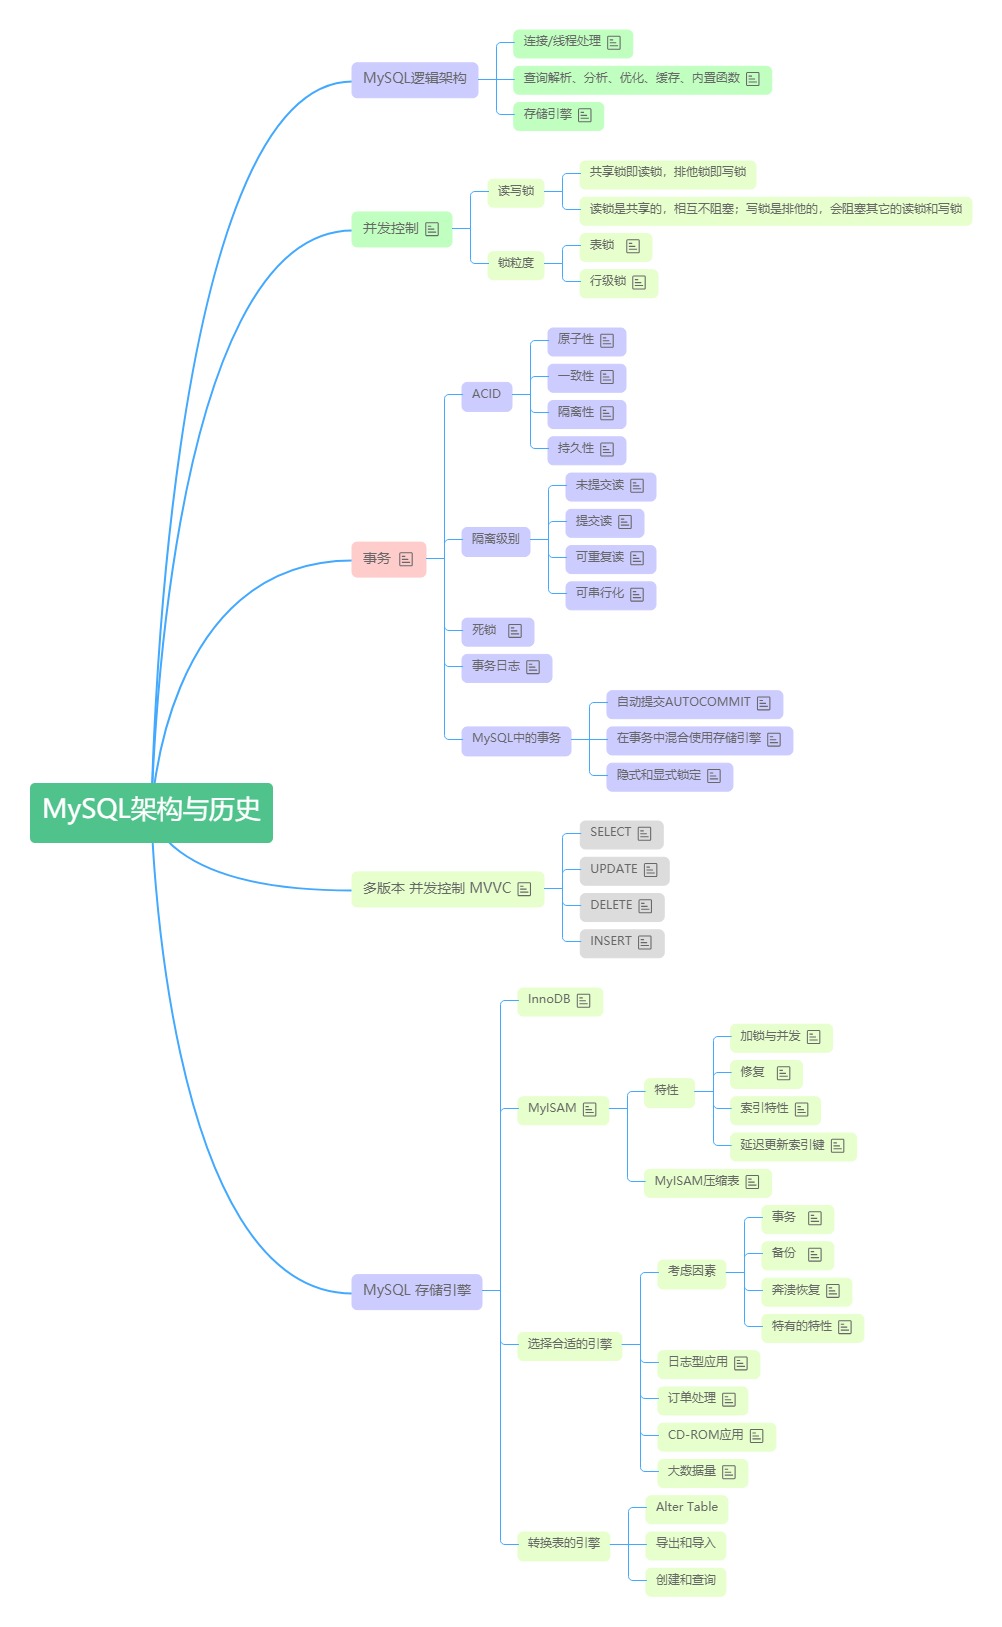 MySQL架构与历史
MySQL逻辑架构
连接/线程处理
查询解析、分析、优化、缓存、内置函数
存储引擎
并发控制
读写锁
共享锁即读锁，排他锁即写锁
读锁是共享的，相互不阻塞；写锁是排他的，会阻塞其它的读锁和写锁
锁粒度
表锁
行级锁
事务
ACID
原子性
一致性
隔离性
持久性
隔离级别
未提交读
提交读
可重复读
可串行化
死锁
事务日志
MySQL中的事务
自动提交AUTOCOMMIT
在事务中混合使用存储引擎
隐式和显式锁定
多版本 并发控制 MVVC
SELECT
UPDATE
DELETE
INSERT
MySQL 存储引擎
InnoDB
MyISAM
特性
加锁与并发
修复
索引特性
延迟更新索引键
MyISAM压缩表
选择合适的引擎
考虑因素
事务
备份
奔溃恢复
特有的特性
日志型应用
订单处理
CD-ROM应用
大数据量
转换表的引擎
Alter Table
导出和导入
创建和查询